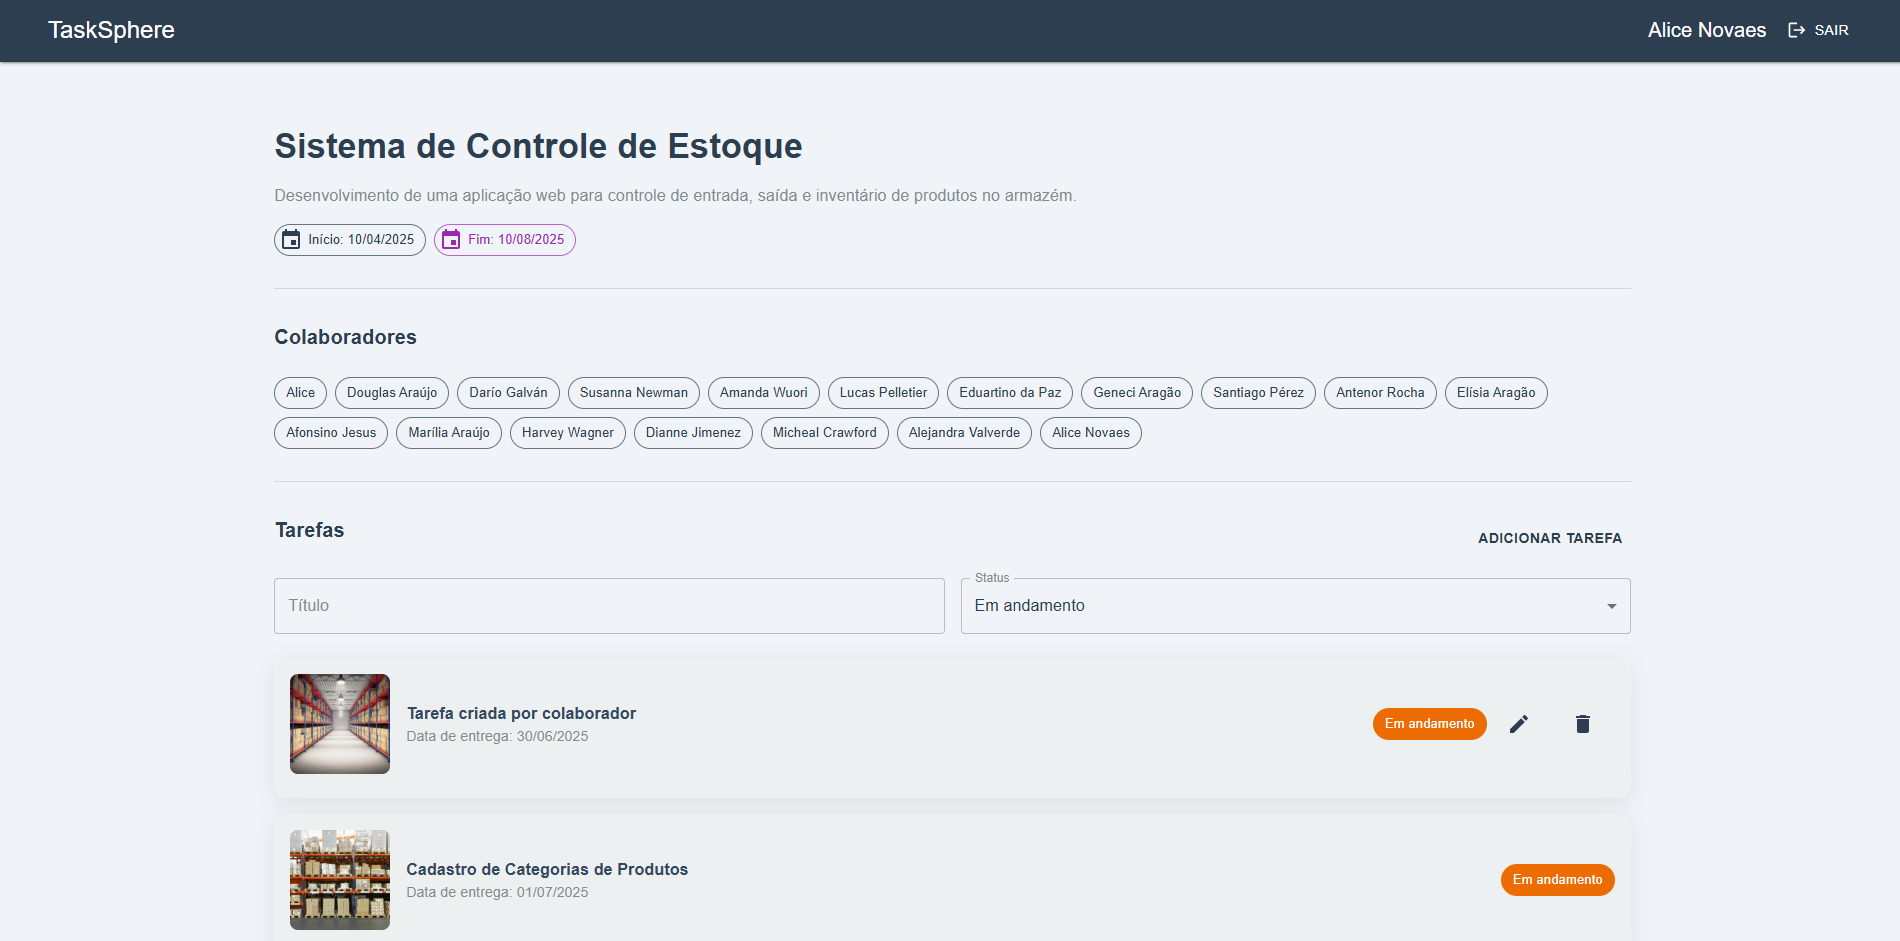 TaskSphere
Alice Novaes
SAIR
Sistema de Controle de Estoque
Desenvolvimento de uma aplicação web para controle de entrada, saída e inventário de produtos no armazém.
Início: 10/04/2025
Fim: 10/08/2025
Colaboradores
Alice
Douglas Araújo
Darío Galván
Susanna Newman
Amanda Wuori
Lucas Pelletier
Eduartino da Paz
Geneci Aragão
Santiago Pérez
Antenor Rocha
Elísia Aragão
Afonsino Jesus
Marília Araújo
Harvey Wagner
Dianne Jimenez
Micheal Crawford
Alejandra Valverde
Alice Novaes
Tarefas
ADICIONAR TAREFA
Título
Status
Em andamento
Tarefa criada por colaborador
Data de entrega: 30/06/2025
Em andamento
Cadastro de Categorias de Produtos
Data de entrega: 01/07/2025
Em andamento